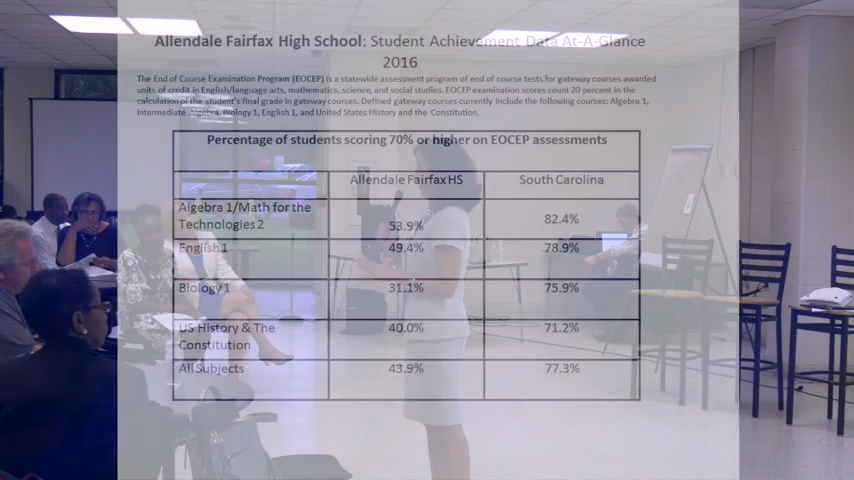 Allendale Fairfax High School: Student Achievement Data At-A-Glance
2016
The End of Course Examination Program (EOCEP) is a statewide assessment program of end of course tests for gateway courses awarded
units of credit in English/language arts, mathematics, science, and social studies. EOCEP examination scores count 20 percent in the
calculation of the student's final grade in gateway courses. Defined gateway courses currently include the following courses: Algebra 1,
Intermediate Algebra, Biology 1, English 1, and United States History and the Constitution.
Percentage of students scoring 70% or higher on EOCEP assessments
Allendale Fairfax HS South Carolina
Algebra 1/Math for the
Technologies 2 53.9% 82.4%
English1 49.4% 78.9%
Biology 1 31.1% 75.9%
US History & The
Constitution 40.0% 71.2%
All Subjects 43.9% 77.3%